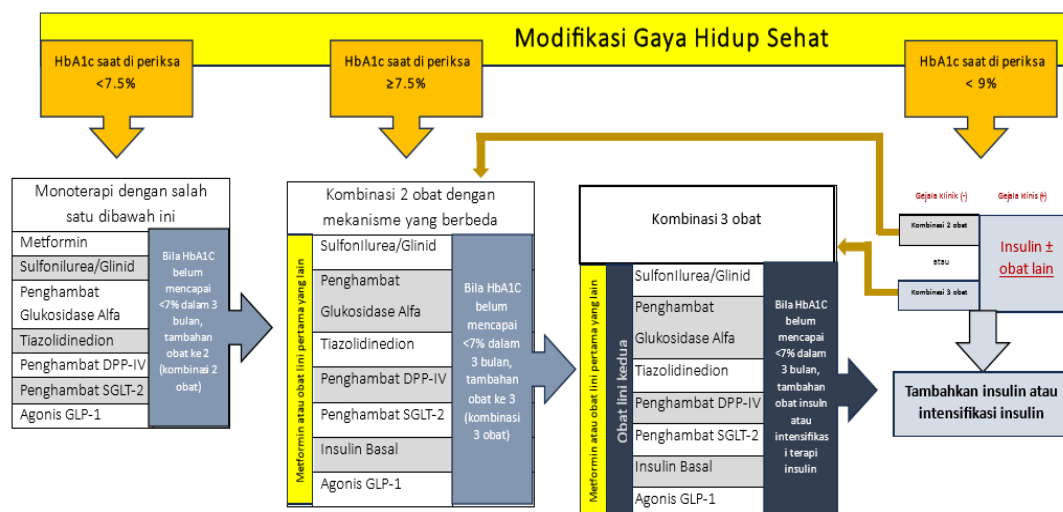 Modifikasi Gaya Hidup Sehat
HbA1c saat di periksa
<7.5%
HbA1c saat di periksa
≥7.5%
HbA1c saat di periksa
< 9%
Monoterapi dengan salah
satu dibawah ini
Metformin
Sulfonilurea/Glinid
Penghambat
Glukosidase Alfa
Tiazolidinedion
Penghambat DPP-IV
Penghambat SGLT-2
Agonis GLP-1
Bila HbA1C
belum
mencapai
<7% dalam 3
bulan,
tambahan
obat ke 2
(kombinasi 2
obat)
Kombinasi 2 obat dengan
mekanisme yang berbeda
Metformin atau obat lini pertama yang lain
Sulfonilurea/Glinid
Penghambat
Glukosidase Alfa
Tiazolidinedion
Penghambat DPP-IV
Penghambat SGLT-2
Insulin Basal
Agonis GLP-1
Bila HbA1C
belum
mencapai
<7% dalam 3
bulan,
tambahan
obat ke 3
(kombinasi
3 obat)
Kombinasi 3 obat
Metformin atau obat lini pertama yang lain
Obat lini kedua
Sulfonilurea/Glinid
Penghambat
Glukosidase Alfa
Tiazolidinedion
Penghambat DPP-IV
Penghambat SGLT-2
Insulin Basal
Agonis GLP-1
Bila HbA1C
belum
mencapai
<7% dalam
3 bulan,
tambahan
obat insuln
atau
intensifikas
i terapi
insulin
Gejala klinik (-)
Gejala klinis (+)
Kombinasi 2 obat
atau
Kombinasi 3 obat
Insulin ±
obat lain
Tambahkan insulin atau
intensifikasi insulin